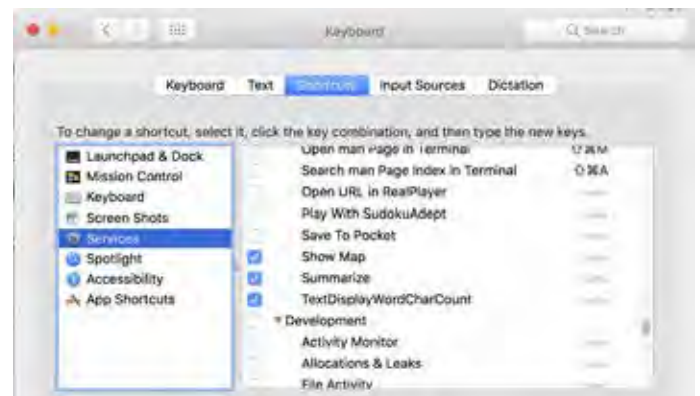 Keyboard
Search
Keyboard Text Shortcuts Input Sources Dictation
To change a shortcut, select it, click the key combination, and then type the new keys.
Launchpad & Dock
Mission Control
Keyboard
Screen Shots
Services
Spotlight
Accessibility
App Shortcuts
Open man Page in Terminal ⇧⌘M
Search man Page Index in Terminal ⇧⌘A
Open URL in RealPlayer
Play With SudokuAdept
Save To Pocket
Show Map
Summarize
TextDisplayWordCharCount
Development
Activity Monitor
Allocations & Leaks
File Activity